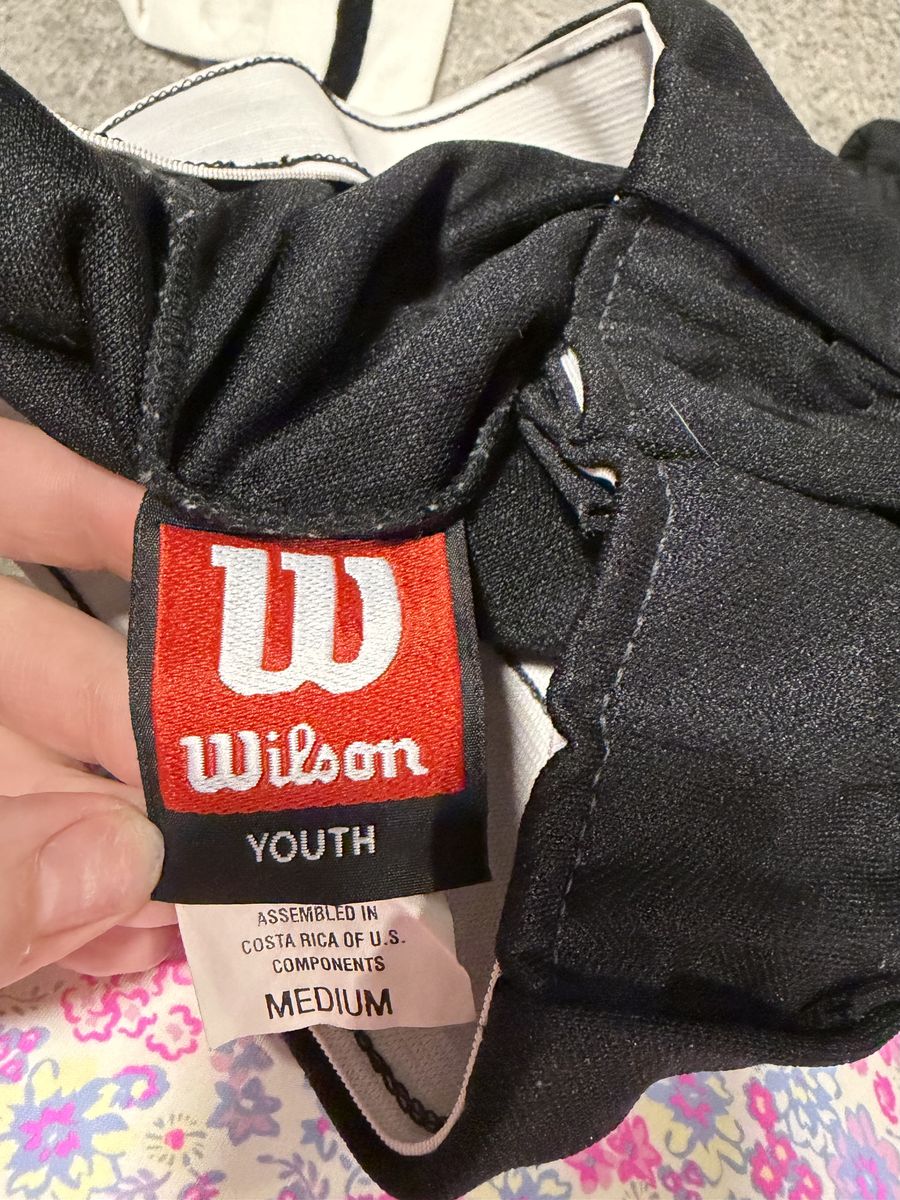 W
Wilson
YOUTH
ASSEMBLED IN
COSTA RICA OF U.S.
COMPONENTS
MEDIUM